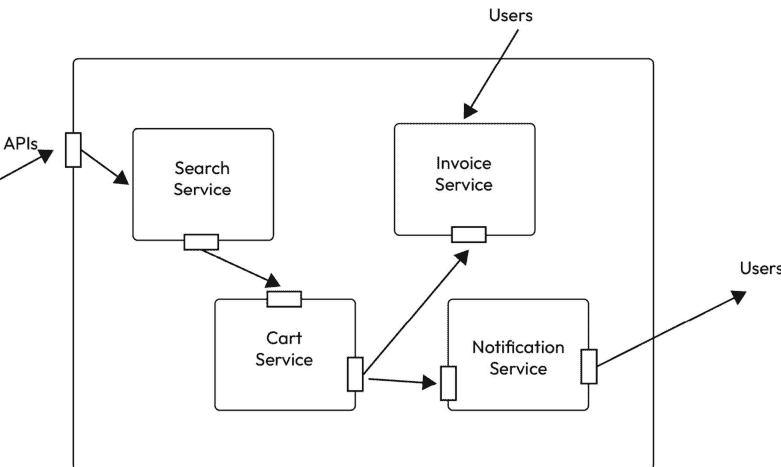 Users
APIs
Search
Service
Invoice
Service
Users
Cart
Service
Notification
Service